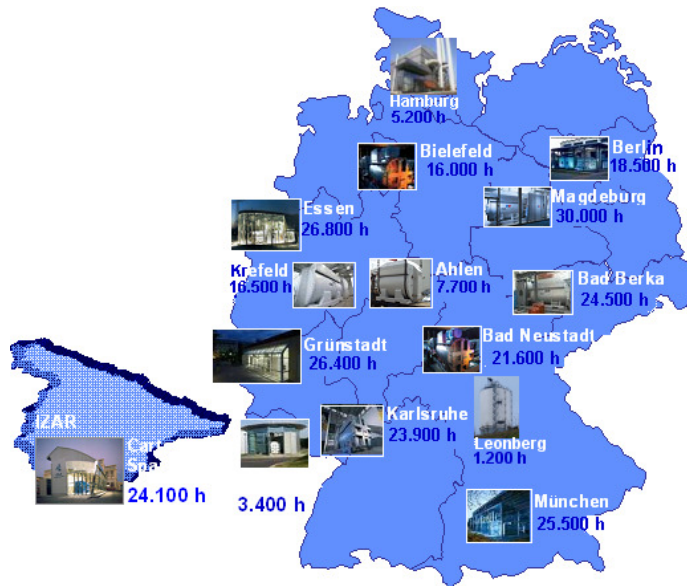 Hamburg
5.200 h
Bielefeld
16.000 h
Berlin
18.500 h
Magdeburg
30.000 h
Essen
26.800 h
Krefeld
16.500 h
Ahlen
7.700 h
Bad Berka
24.500 h
Grünstadt
26.400 h
Bad Neustadt
21.600 h
IZAR
24.100 h
Karlsruhe
23.900 h
Leonberg
1.200 h
3.400 h
München
25.500 h